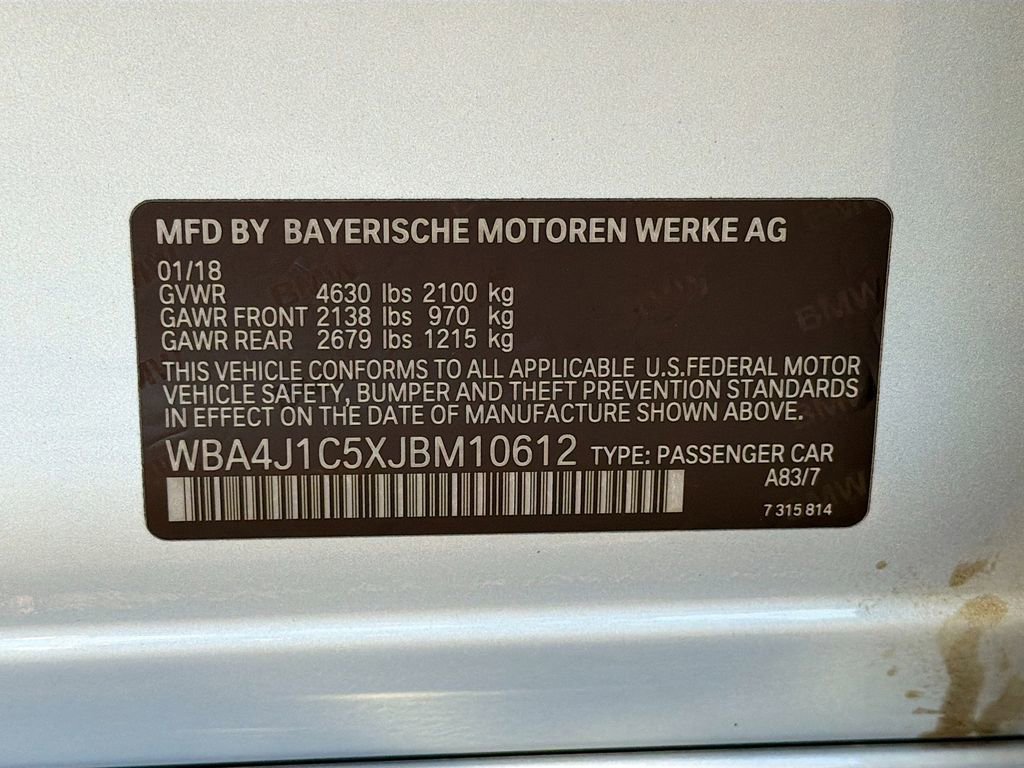 MFD BY BAYERISCHE MOTOREN WERKE AG
01/18
GVWR 4630 lbs 2100 kg
GAWR FRONT 2138 lbs 970 kg
GAWR REAR 2679 lbs 1215 kg
THIS VEHICLE CONFORMS TO ALL APPLICABLE U.S.FEDERAL MOTOR
VEHICLE SAFETY, BUMPER AND THEFT PREVENTION STANDARDS
IN EFFECT ON THE DATE OF MANUFACTURE SHOWN ABOVE.
WBA4J1C5XJBM10612 TYPE: PASSENGER CAR
A83/7
7 315 814